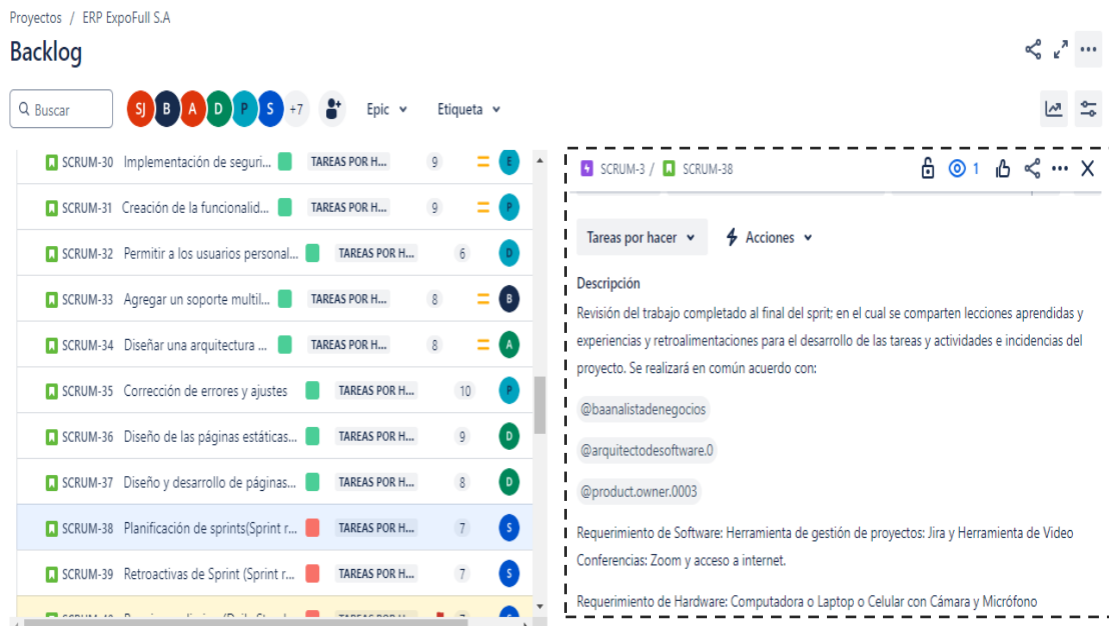 Proyectos / ERP ExpoFull S.A
Backlog
Buscar
SJ B A D P S +7
Epic
Etiqueta
SCRUM-30 Implementación de seguri... TAREAS POR H... 9 E
SCRUM-31 Creación de la funcionalid... TAREAS POR H... 9 P
SCRUM-32 Permitir a los usuarios personal... TAREAS POR H... 6 D
SCRUM-33 Agregar un soporte multil... TAREAS POR H... 8 B
SCRUM-34 Diseñar una arquitectura ... TAREAS POR H... 8 A
SCRUM-35 Corrección de errores y ajustes TAREAS POR H... 10 P
SCRUM-36 Diseño de las páginas estáticas... TAREAS POR H... 9 D
SCRUM-37 Diseño y desarrollo de páginas... TAREAS POR H... 8 D
SCRUM-38 Planificación de sprints(Sprint r... TAREAS POR H... 7 S
SCRUM-39 Retroactivas de Sprint (Sprint r... TAREAS POR H... 7 S
SCRUM-3 / SCRUM-38 1
Tareas por hacer
Acciones
Descripción
Revisión del trabajo completado al final del sprit; en el cual se comparten lecciones aprendidas y
experiencias y retroalimentaciones para el desarrollo de las tareas y actividades e incidencias del
proyecto. Se realizará en común acuerdo con:
@baanalistadenegocios
@arquitectodesoftware.0
@product.owner.0003
Requerimiento de Software: Herramienta de gestión de proyectos: Jira y Herramienta de Video
Conferencias: Zoom y acceso a internet.
Requerimiento de Hardware: Computadora o Laptop o Celular con Cámara y Micrófono